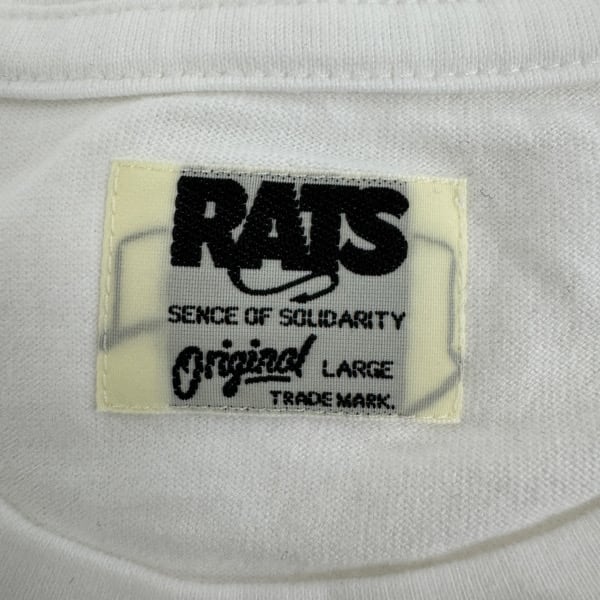 RATS
SENCE OF SOLIDARITY
Original LARGE
TRADE MARK.